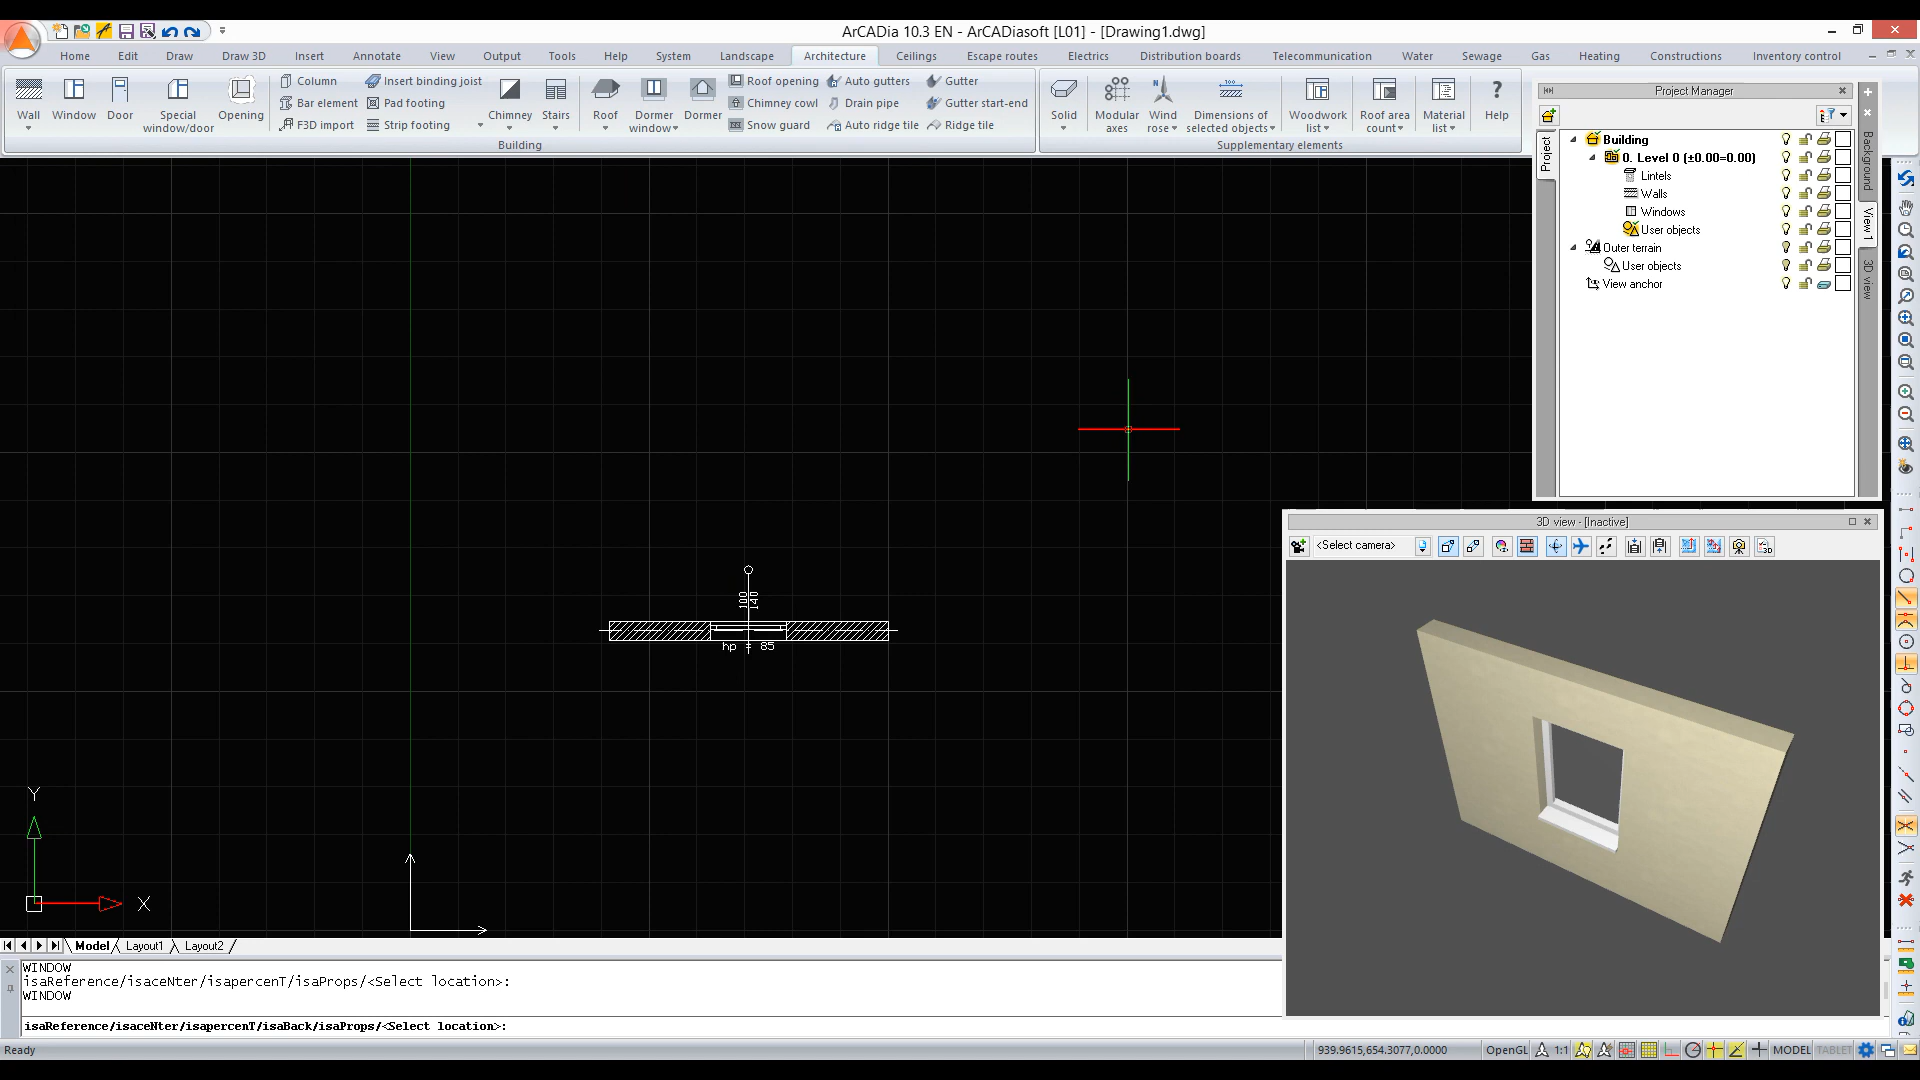 ArCADia 10.3 EN - ArCADiasoft [L01] - [Drawing1.dwg]
Home Edit Draw Draw 3D Insert Annotate View Output Tools Help System Landscape Architecture Ceilings Escape routes Electrics Distribution boards Telecommunication Water Sewage Gas Heating Constructions Inventory control
Wall
Window
Door
Special window/door
Opening
Column
Bar element
F3D import
Insert binding joist
Pad footing
Strip footing
Chimney
Stairs
Roof
Dormer window
Dormer
Roof opening
Chimney cowl
Snow guard
Auto gutters
Drain pipe
Auto ridge tile
Gutter
Gutter start-end
Ridge tile
Building
Solid
Modular axes
Wind rose
Dimensions of selected objects
Woodwork list
Roof area count
Material list
? Help
Supplementary elements
Project Manager
Project
Building
0. Level 0 (±0.00=0.00)
Lintels
Walls
Windows
User objects
Outer terrain
User objects
View anchor
Background
View 1
3D view
100
140
hp = 85
Y
X
3D view - [Inactive]
<Select camera>
3D
Model Layout1 Layout2
WINDOW
isaReference/isaceNter/isapercenT/isaProps/<Select location>:
WINDOW
isaReference/isaceNter/isapercenT/isaBack/isaProps/<Select location>:
Ready
939.9615,654.3077,0.0000 OpenGL 1:1 MODEL TABLET